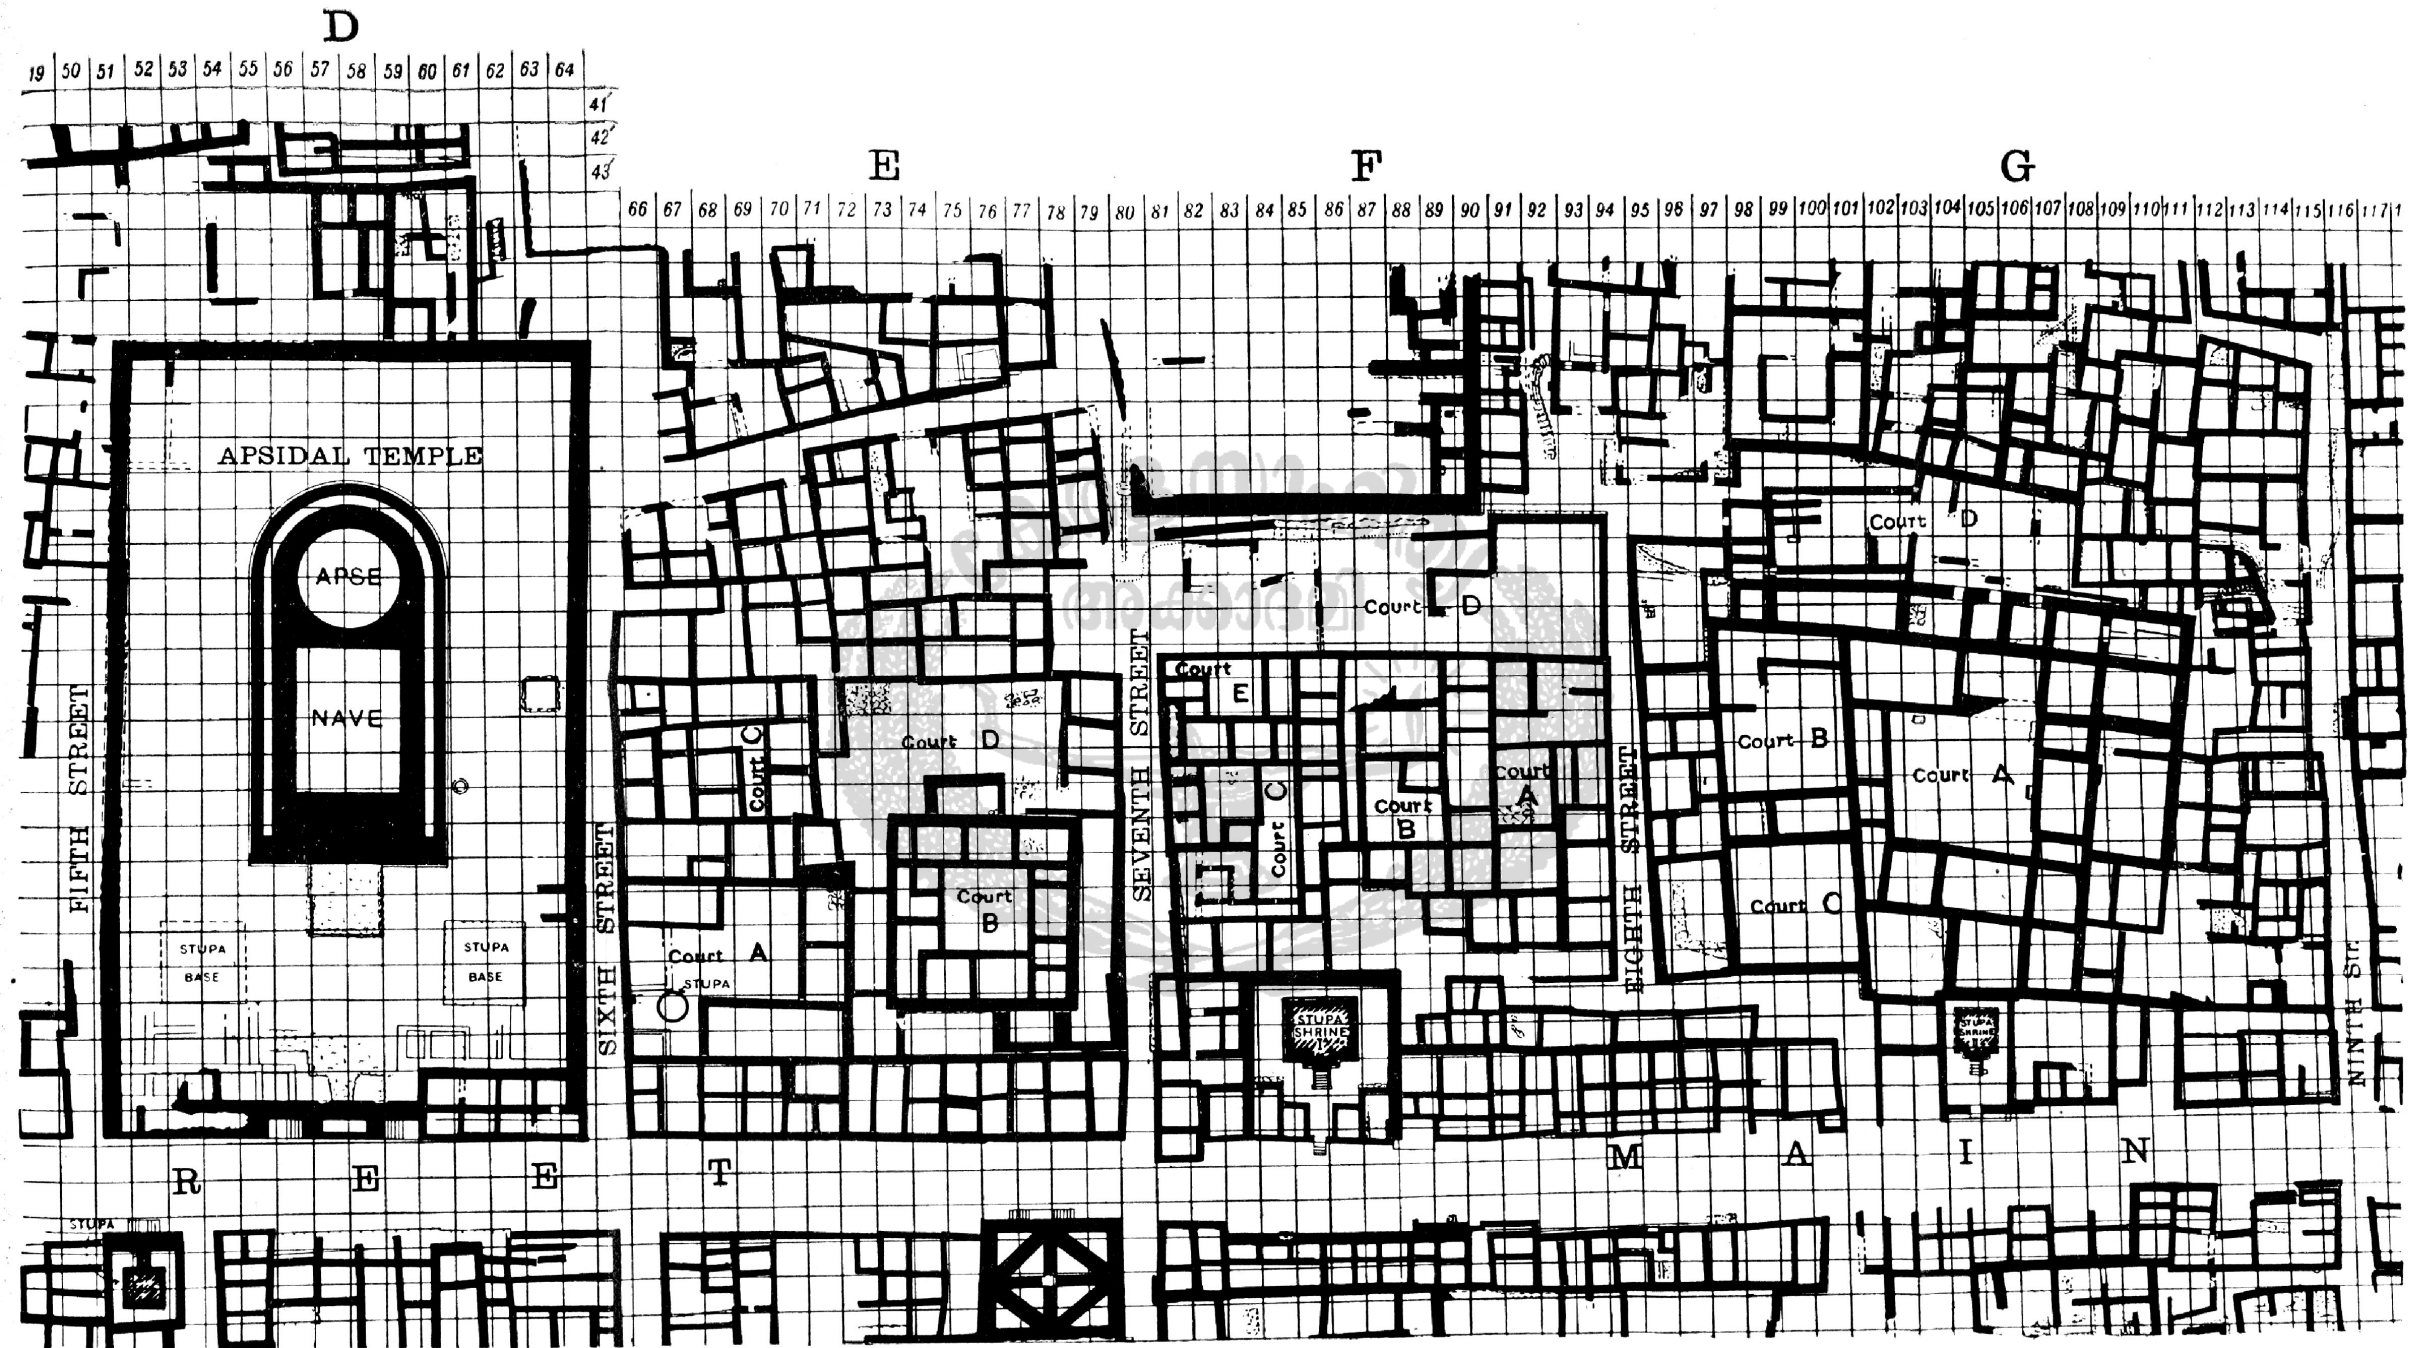 D
19 50 51 52 53 54 55 56 57 58 59 60 61 62 63 64
41'
42'
43'
E F G
66 67 68 69 70 71 72 73 74 75 76 77 78 79 80 81 82 83 84 85 86 87 88 89 90 91 92 93 94 95 96 97 98 99 100 101 102 103 104 105 106 107 108 109 110 111 112 113 114 115 116 117 1
APSIDAL TEMPLE
APSE
NAVE
STUPA
BASE
STUPA
BASE
FIFTH STREET
SIXTH STREET
Court D
Court C
Court
B
Court A
STUPA
SEVENTH STREET
Court D
Court
E
Court C
Court
B
Court
A
STUPA
SHRINE
I
EIGHTH STREET
Court D
Court B
Court A
Court C
STUPA
SHRINE
NINTH STR.
R E E T M A I N
STUPA
അക്കാദമി